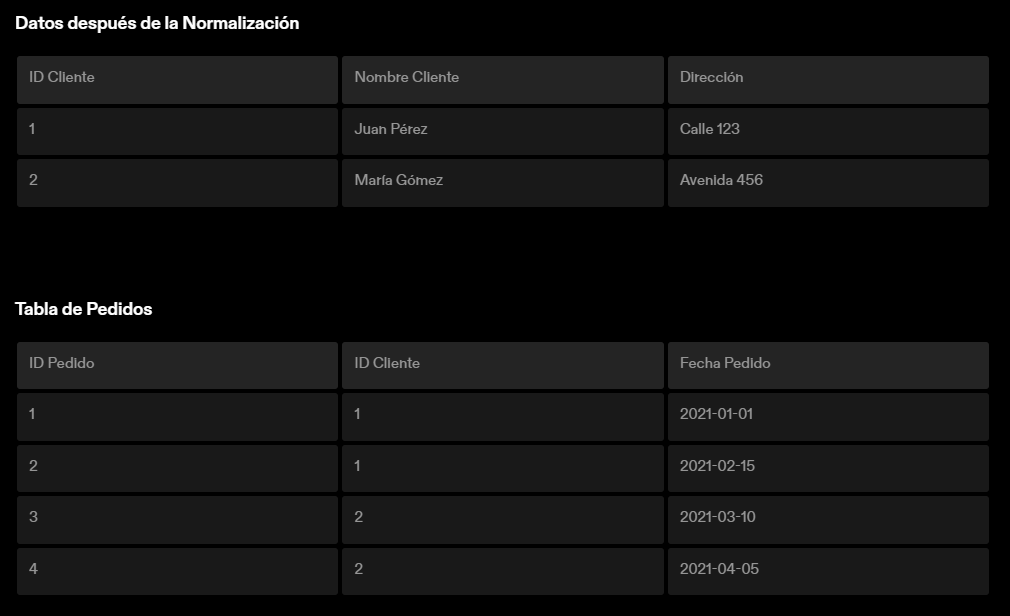 Datos después de la Normalización
ID Cliente Nombre Cliente Dirección
1 Juan Pérez Calle 123
2 María Gómez Avenida 456
Tabla de Pedidos
ID Pedido ID Cliente Fecha Pedido
1 1 2021-01-01
2 1 2021-02-15
3 2 2021-03-10
4 2 2021-04-05